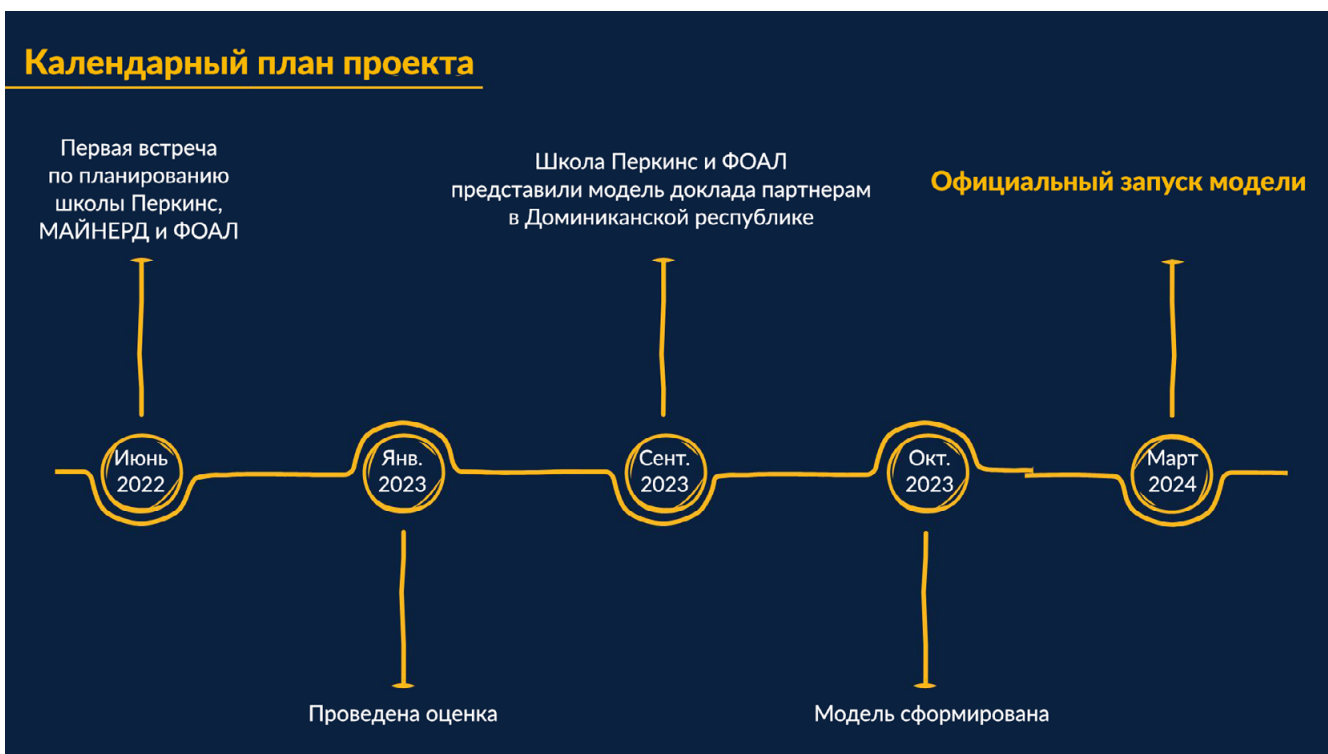 Календарный план проекта
Первая встреча
по планированию
школы Перкинс,
МАЙНЕРД и ФОАЛ
Школа Перкинс и ФОАЛ
представили модель доклада партнерам
в Доминиканской республике
Официальный запуск модели
Июнь
2022
Янв.
2023
Сент.
2023
Окт.
2023
Март
2024
Проведена оценка
Модель сформирована